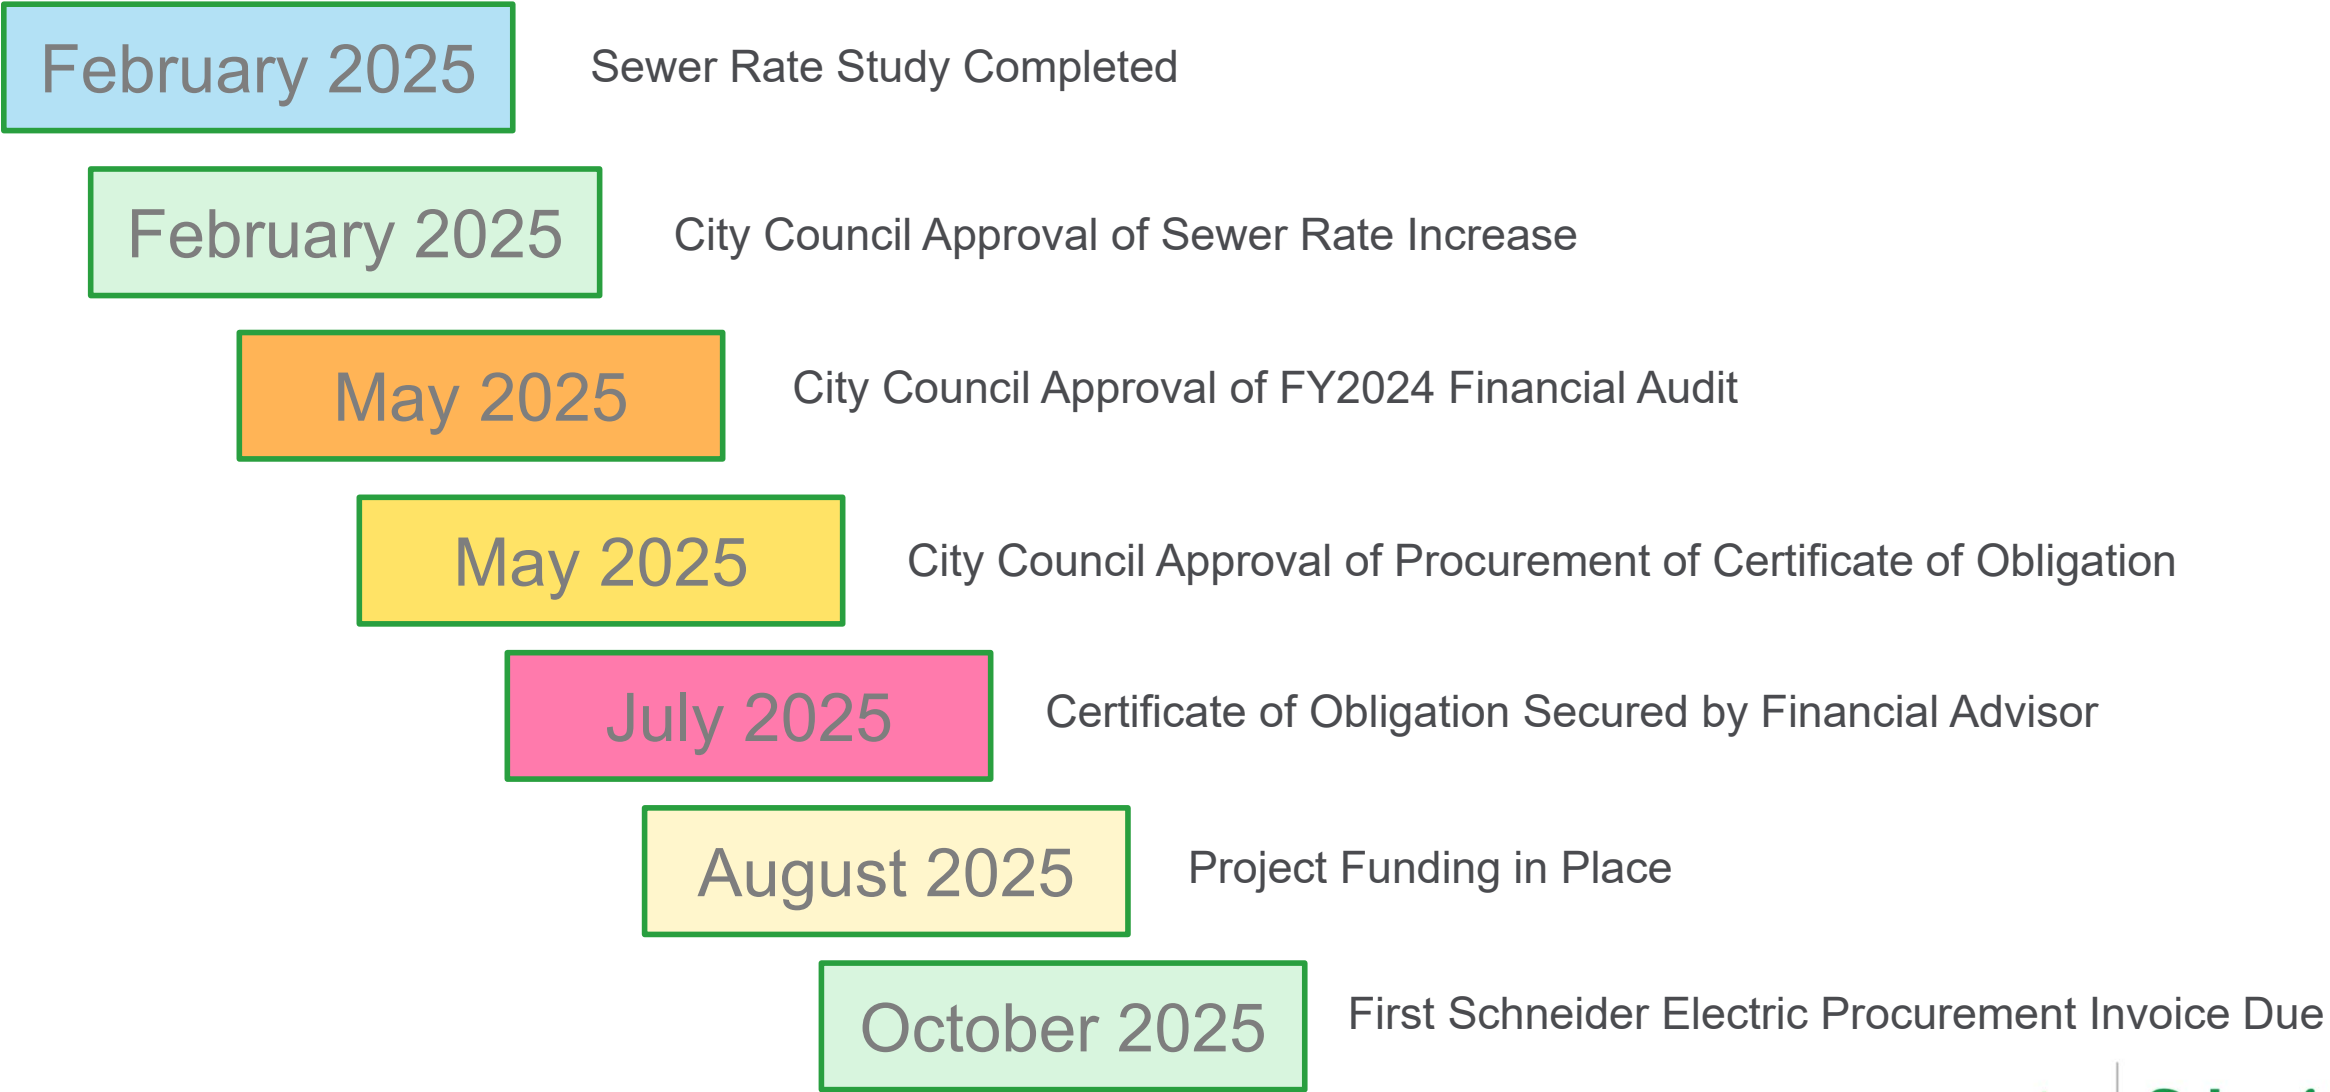 February 2025
Sewer Rate Study Completed
February 2025
City Council Approval of Sewer Rate Increase
May 2025
City Council Approval of FY2024 Financial Audit
May 2025
City Council Approval of Procurement of Certificate of Obligation
July 2025
Certificate of Obligation Secured by Financial Advisor
August 2025
Project Funding in Place
October 2025
First Schneider Electric Procurement Invoice Due